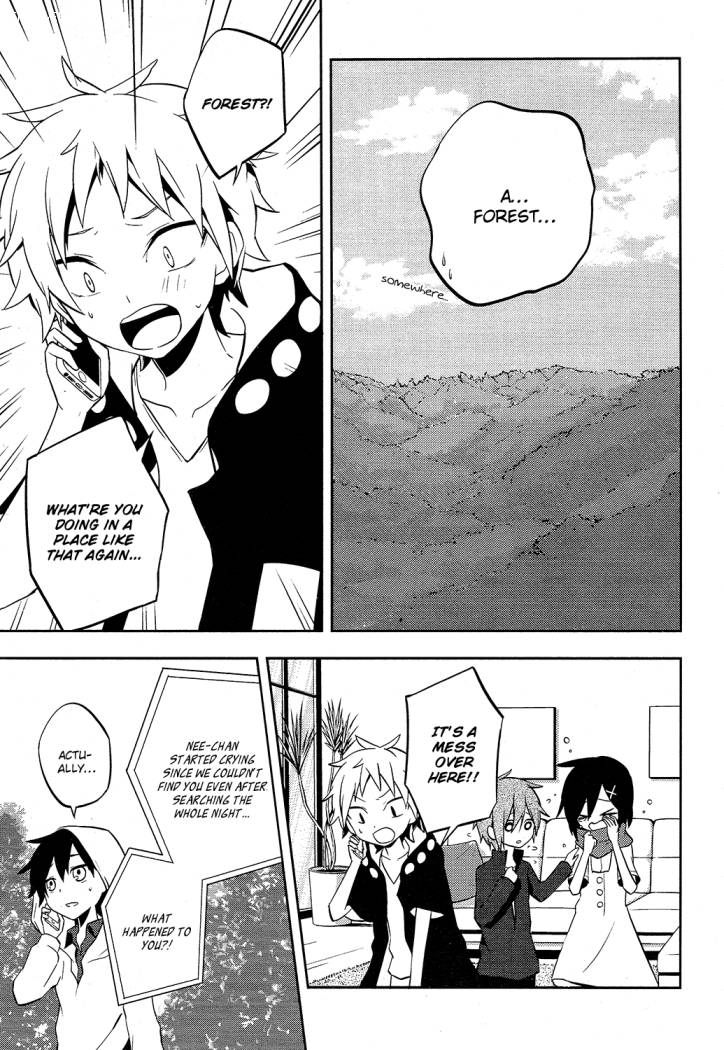 A...
FOREST...
somewhere
FOREST?!
WHAT'RE YOU
DOING IN A
PLACE LIKE
THAT AGAIN...
IT'S A
MESS
OVER
HERE!!
NEE-CHAN
STARTED CRYING
SINCE WE COULDN'T
FIND YOU EVEN AFTER
SEARCHING THE
WHOLE NIGHT...
WHAT
HAPPENED TO
YOU?!
ACTU-
ALLY...